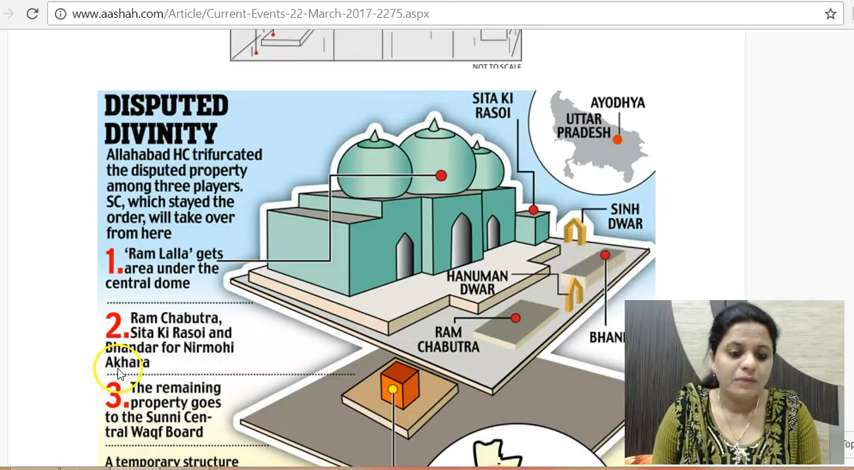 www.aashah.com/Article/Current-Events-22-March-2017-2275.aspx
NOT TO SCALE
DISPUTED
DIVINITY
Allahabad HC trifurcated
the disputed property
among three players.
SC, which stayed the
order, will take over
from here
1. 'Ram Lalla' gets
area under the
central dome
2. Ram Chabutra,
Sita Ki Rasoi and
Bhandar for Nirmohi
Akhara
3. The remaining
property goes
to the Sunni Cen-
tral Waqf Board
A temporary structure
SITA KI
RASOI
AYODHYA
UTTAR
PRADESH
SINH
DWAR
HANUMAN
DWAR
RAM
CHABUTRA